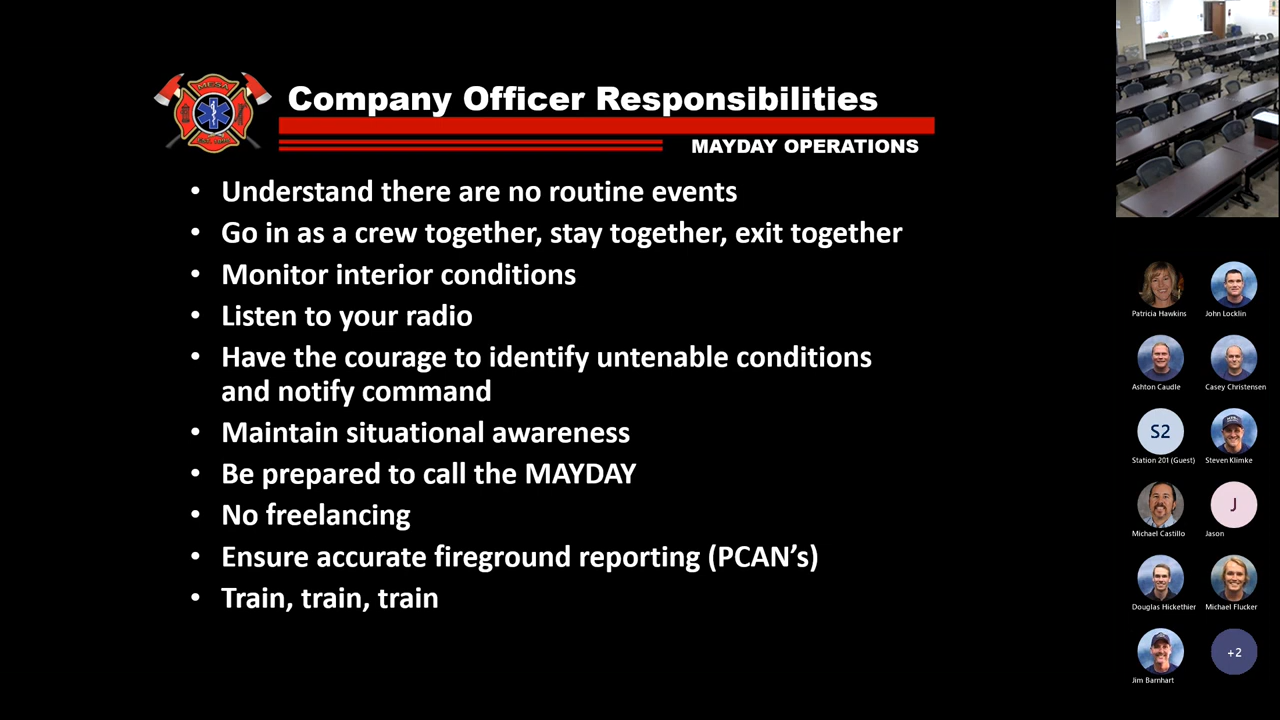 Company Officer Responsibilities
MAYDAY OPERATIONS
• Understand there are no routine events
• Go in as a crew together, stay together, exit together
• Monitor interior conditions
• Listen to your radio
• Have the courage to identify untenable conditions
and notify command
• Maintain situational awareness
• Be prepared to call the MAYDAY
• No freelancing
• Ensure accurate fireground reporting (PCAN’s)
• Train, train, train
Patricia Hawkins
John Locklin
Ashton Caudle
Casey Christensen
S2
Station 201 (Guest)
Steven Klimke
Michael Castillo
J
Jason
Douglas Hickethier
Michael Flucker
Jim Barnhart
+2